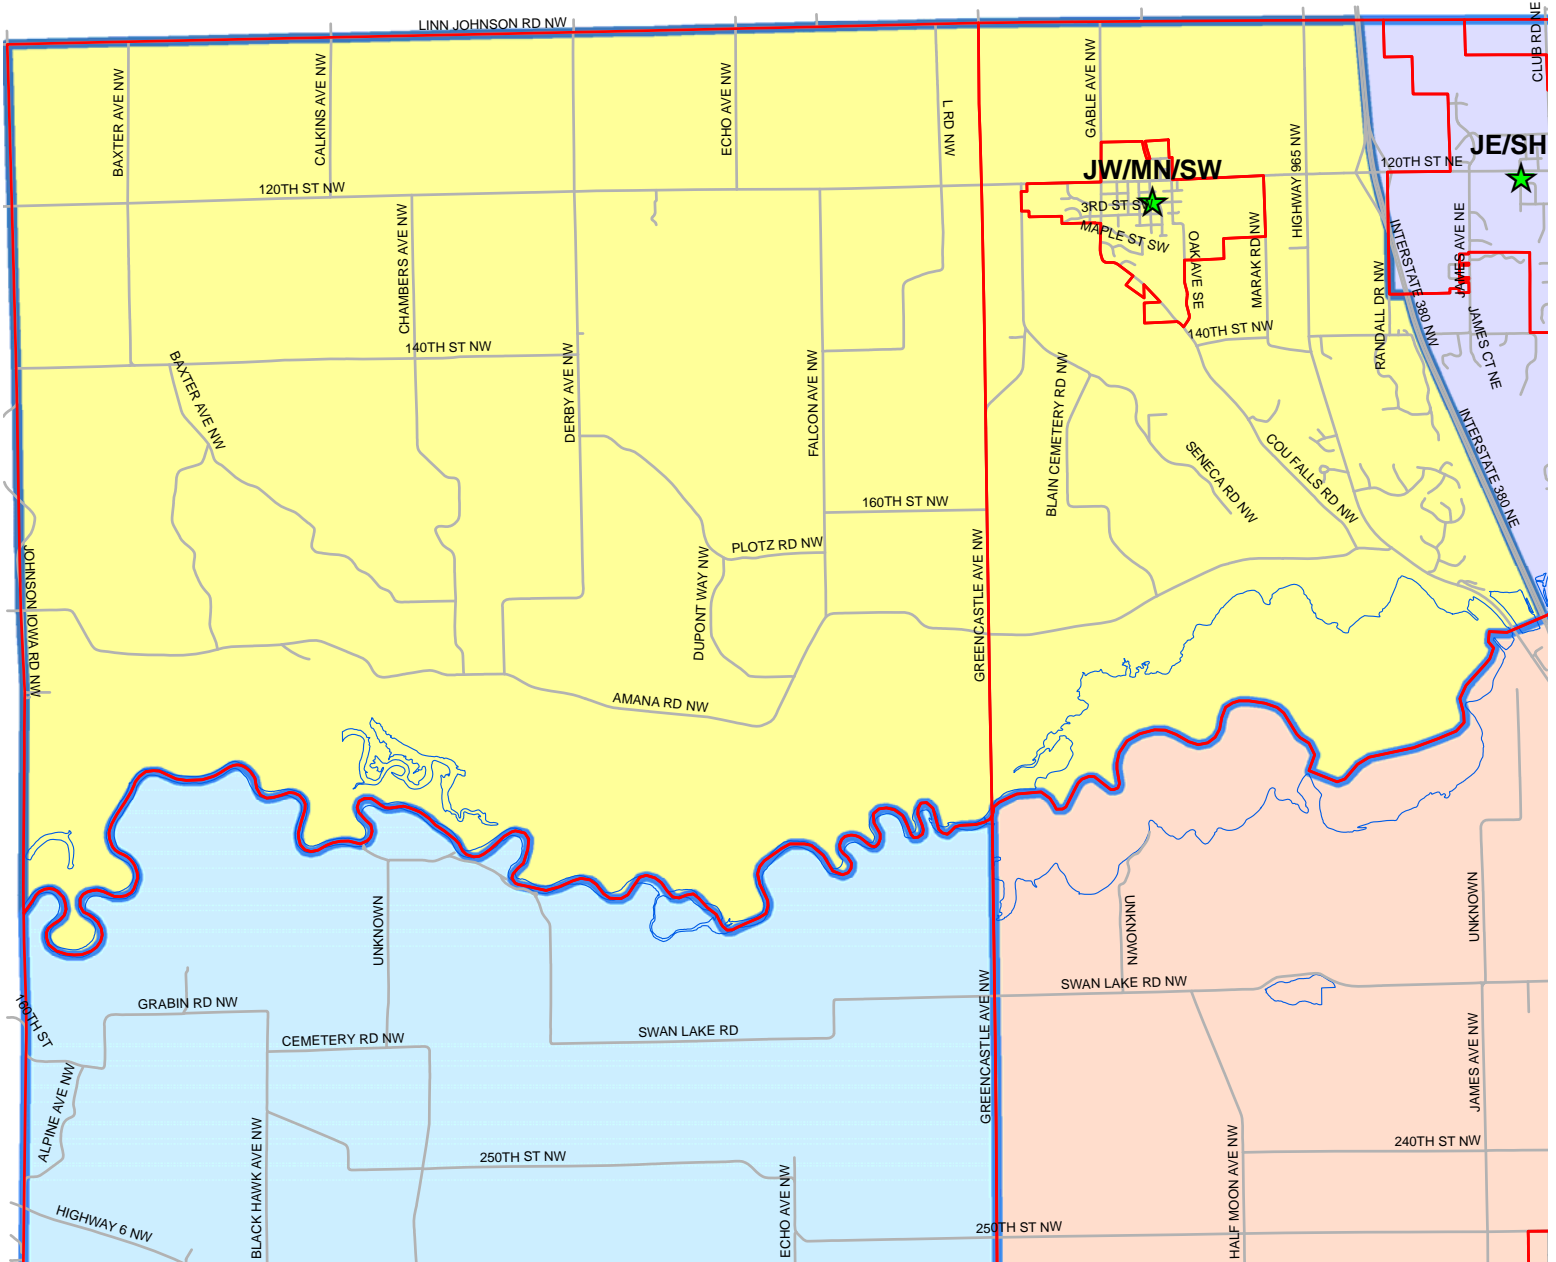 LINN JOHNSON RD NW
CLUB RD NE
BAXTER AVE NW
CALKINS AVE NW
ECHO AVE NW
L RD NW
GABLE AVE NW
HIGHWAY 965 NW
JE/SH
120TH ST NE
JW/MN/SW
120TH ST NW
3RD ST SW
MAPLE ST SW
OAK AVE SE
MARAK RD NW
CHAMBERS AVE NW
INTERSTATE 380 NW
JAMES AVE NE
RANDALL DR NW
JAMES CT NE
140TH ST NW
140TH ST NW
BAXTER AVE NW
DERBY AVE NW
FALCON AVE NW
BLAIN CEMETERY RD NW
SENECA RD NW
COU FALLS RD NW
INTERSTATE 380 NE
160TH ST NW
PLOTZ RD NW
JOHNSON IOWA RD NW
DUPONT WAY NW
GREENCASTLE AVE NW
AMANA RD NW
UNKNOWN
UNKNOWN
UNKNOWN
SWAN LAKE RD NW
GRABIN RD NW
160TH ST
CEMETERY RD NW
SWAN LAKE RD
GREENCASTLE AVE NW
JAMES AVE NW
ALPINE AVE NW
BLACK HAWK AVE NW
250TH ST NW
240TH ST NW
ECHO AVE NW
HALF MOON AVE NW
HIGHWAY 6 NW
250TH ST NW